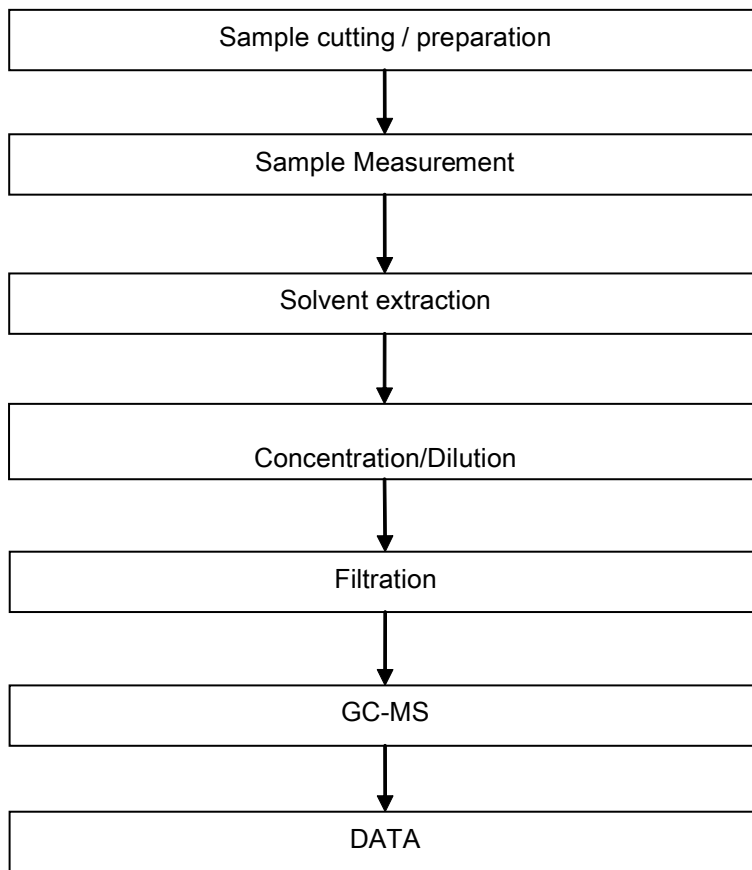 Sample cutting / preparation
Sample Measurement
Solvent extraction
Concentration/Dilution
Filtration
GC-MS
DATA